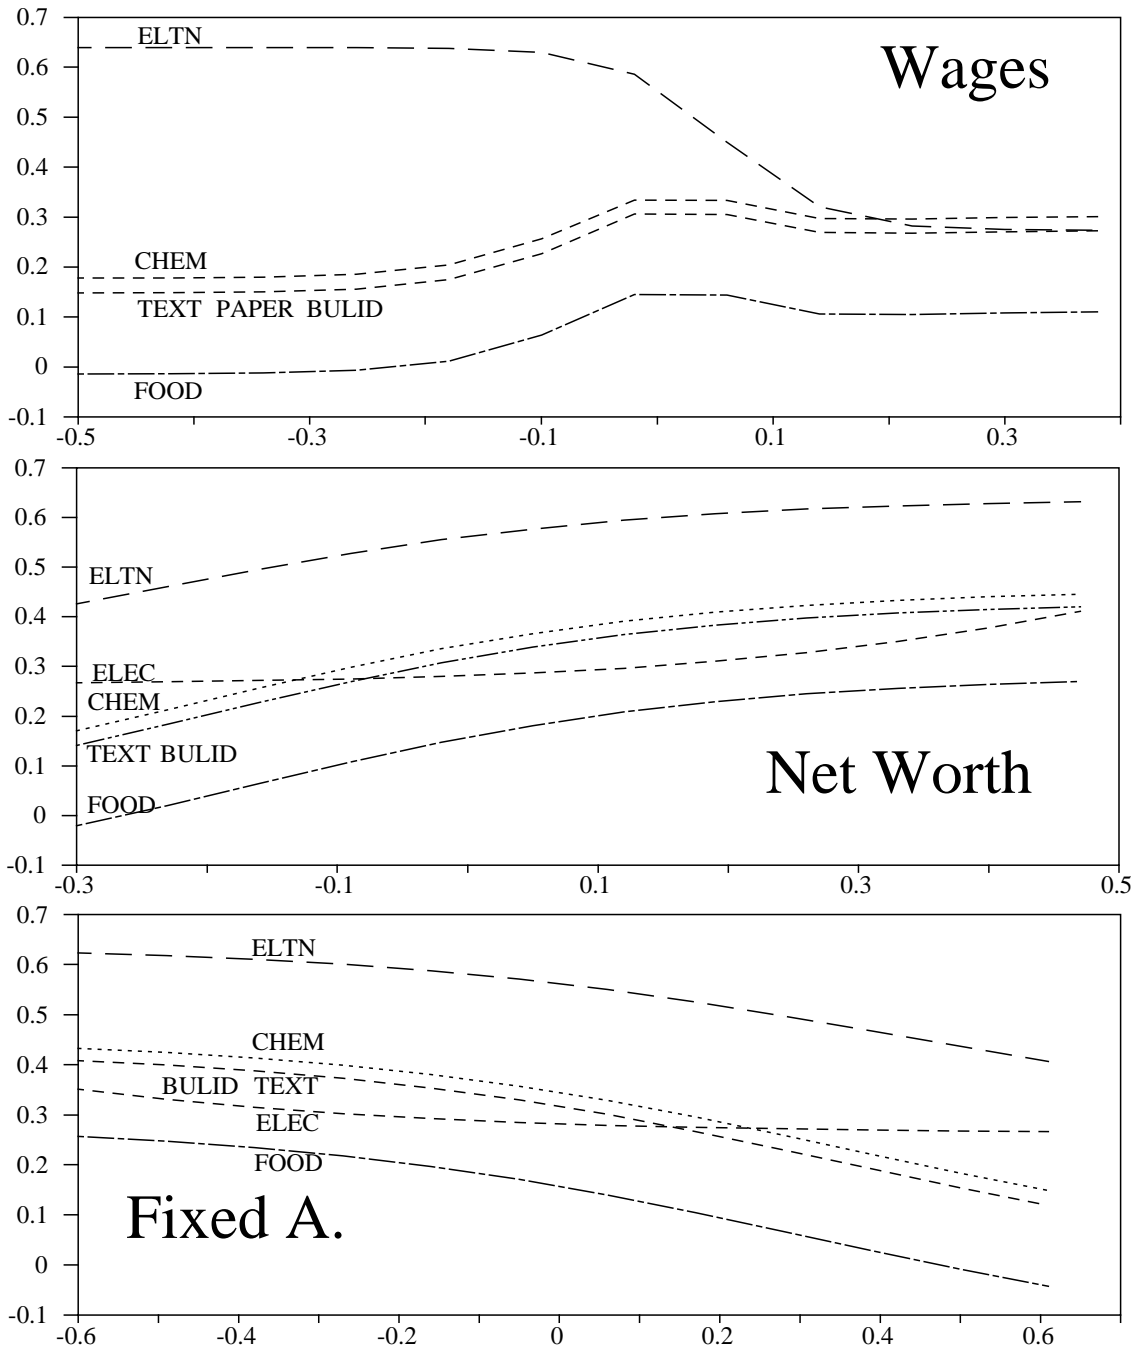 0.7
ELTN
Wages
0.6
0.5
0.4
0.3
CHEM
0.2
TEXT PAPER BULID
0.1
0
FOOD
-0.1
-0.5 -0.3 -0.1 0.1 0.3
0.7
0.6
ELTN
0.5
0.4
0.3
ELEC
CHEM
0.2
TEXT BULID
Net Worth
0.1
FOOD
0
-0.1
-0.3 -0.1 0.1 0.3 0.5
0.7
ELTN
0.6
0.5
CHEM
0.4
BULID TEXT
0.3
ELEC
FOOD
0.2
Fixed A.
0.1
0
-0.1
-0.6 -0.4 -0.2 0 0.2 0.4 0.6